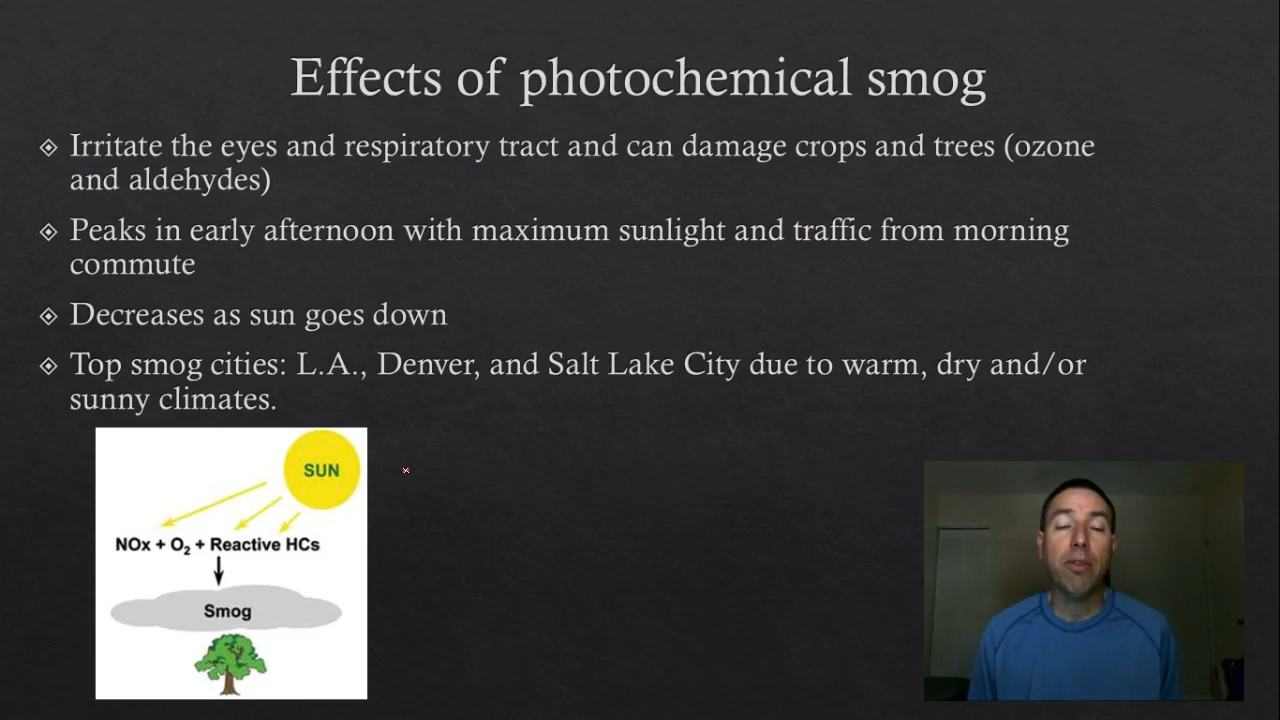 Effects of photochemical smog
Irritate the eyes and respiratory tract and can damage crops and trees (ozone
and aldehydes)
Peaks in early afternoon with maximum sunlight and traffic from morning
commute
Decreases as sun goes down
Top smog cities: L.A., Denver, and Salt Lake City due to warm, dry and/or
sunny climates.
SUN
NOx + O₂ + Reactive HCs
Smog